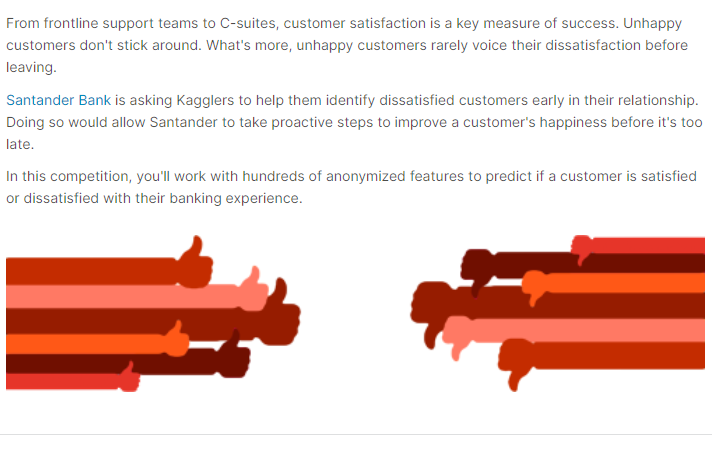 From frontline support teams to C-suites, customer satisfaction is a key measure of success. Unhappy
customers don't stick around. What's more, unhappy customers rarely voice their dissatisfaction before
leaving.
Santander Bank is asking Kagglers to help them identify dissatisfied customers early in their relationship.
Doing so would allow Santander to take proactive steps to improve a customer's happiness before it's too
late.
In this competition, you'll work with hundreds of anonymized features to predict if a customer is satisfied
or dissatisfied with their banking experience.